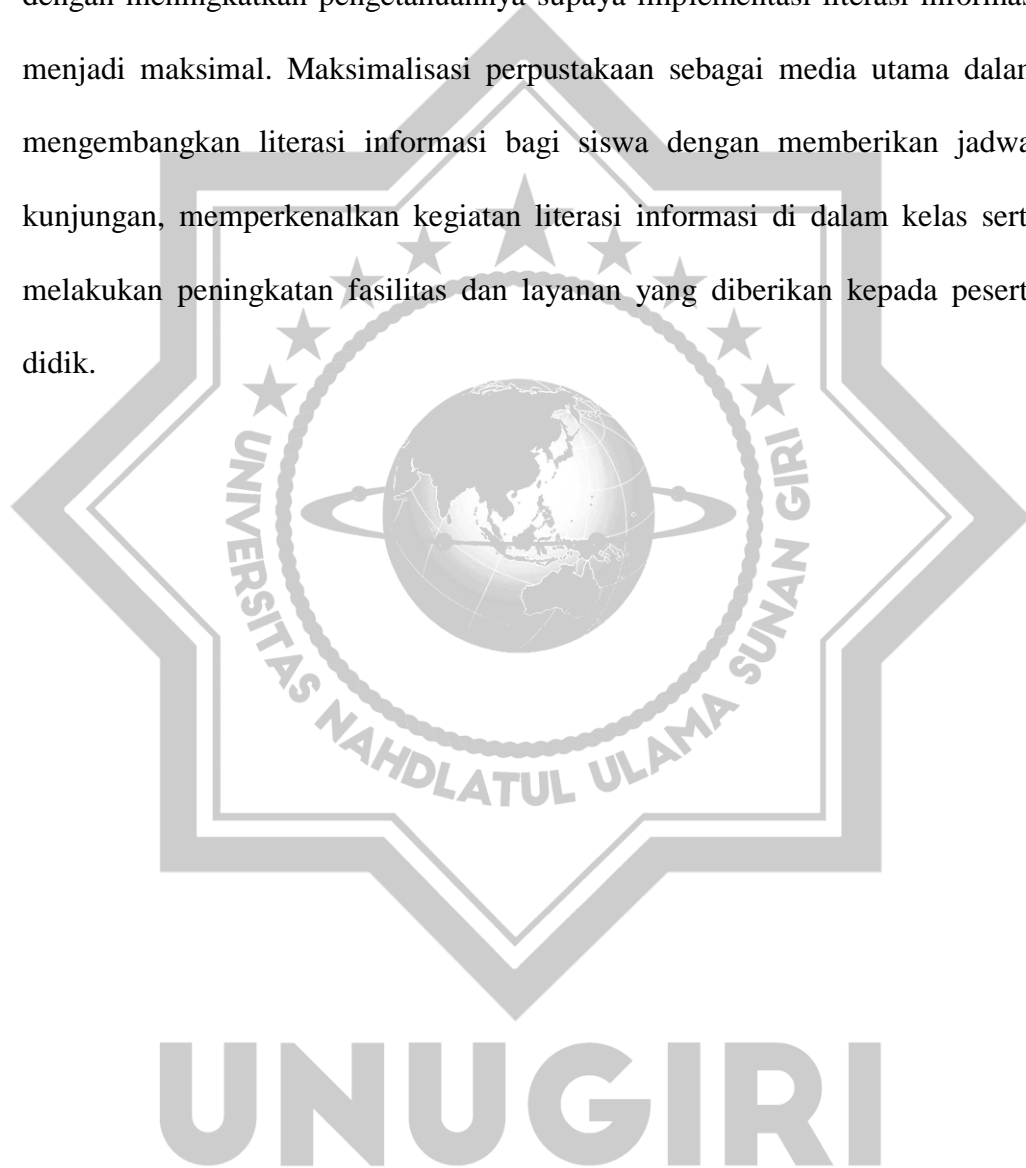 dengan meningkatkan pengetahuannya supaya implementasi literasi informas
menjadi maksimal. Maksimalisasi perpustakaan sebagai media utama dalam
mengembangkan literasi informasi bagi siswa dengan memberikan jadwa
kunjungan, memperkenalkan kegiatan literasi informasi di dalam kelas sert
melakukan peningkatan fasilitas dan layanan yang diberikan kepada pesert
didik.
UNIVERSITAS NAHDLATUL ULAMA SUNAN GIRI
UNUGIRI